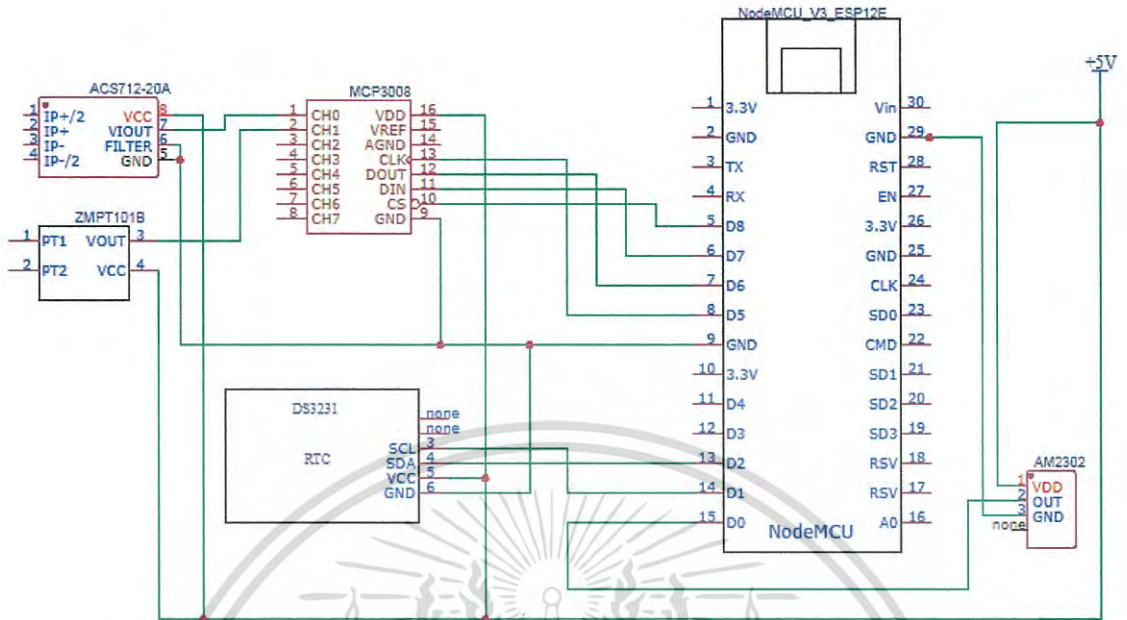 NodeMCU_V3_ESP12E
+5V
ACS712-20A
1 IP+/2 VCC 8
2 IP+ VIOUT 7
3 IP- FILTER 6
4 IP-/2 GND 5
MCP3008
1 CH0 VDD 16
2 CH1 VREF 15
3 CH2 AGND 14
4 CH3 CLK 13
5 CH4 DOUT 12
6 CH5 DIN 11
7 CH6 CS 10
8 CH7 GND 9
ZMPT101B
1 PT1 VOUT 3
2 PT2 VCC 4
1 3.3V Vin 30
2 GND GND 29
3 TX RST 28
4 RX EN 27
5 D8 3.3V 26
6 D7 GND 25
7 D6 CLK 24
8 D5 SD0 23
9 GND CMD 22
10 3.3V SD1 21
11 D4 SD2 20
12 D3 SD3 19
13 D2 RSV 18
14 D1 RSV 17
15 D0 A0 16
NodeMCU
DS3231
RTC
none
none
SCL 3
SDA 4
VCC 5
GND 6
AM2302
1 VDD
2 OUT
3 GND
none